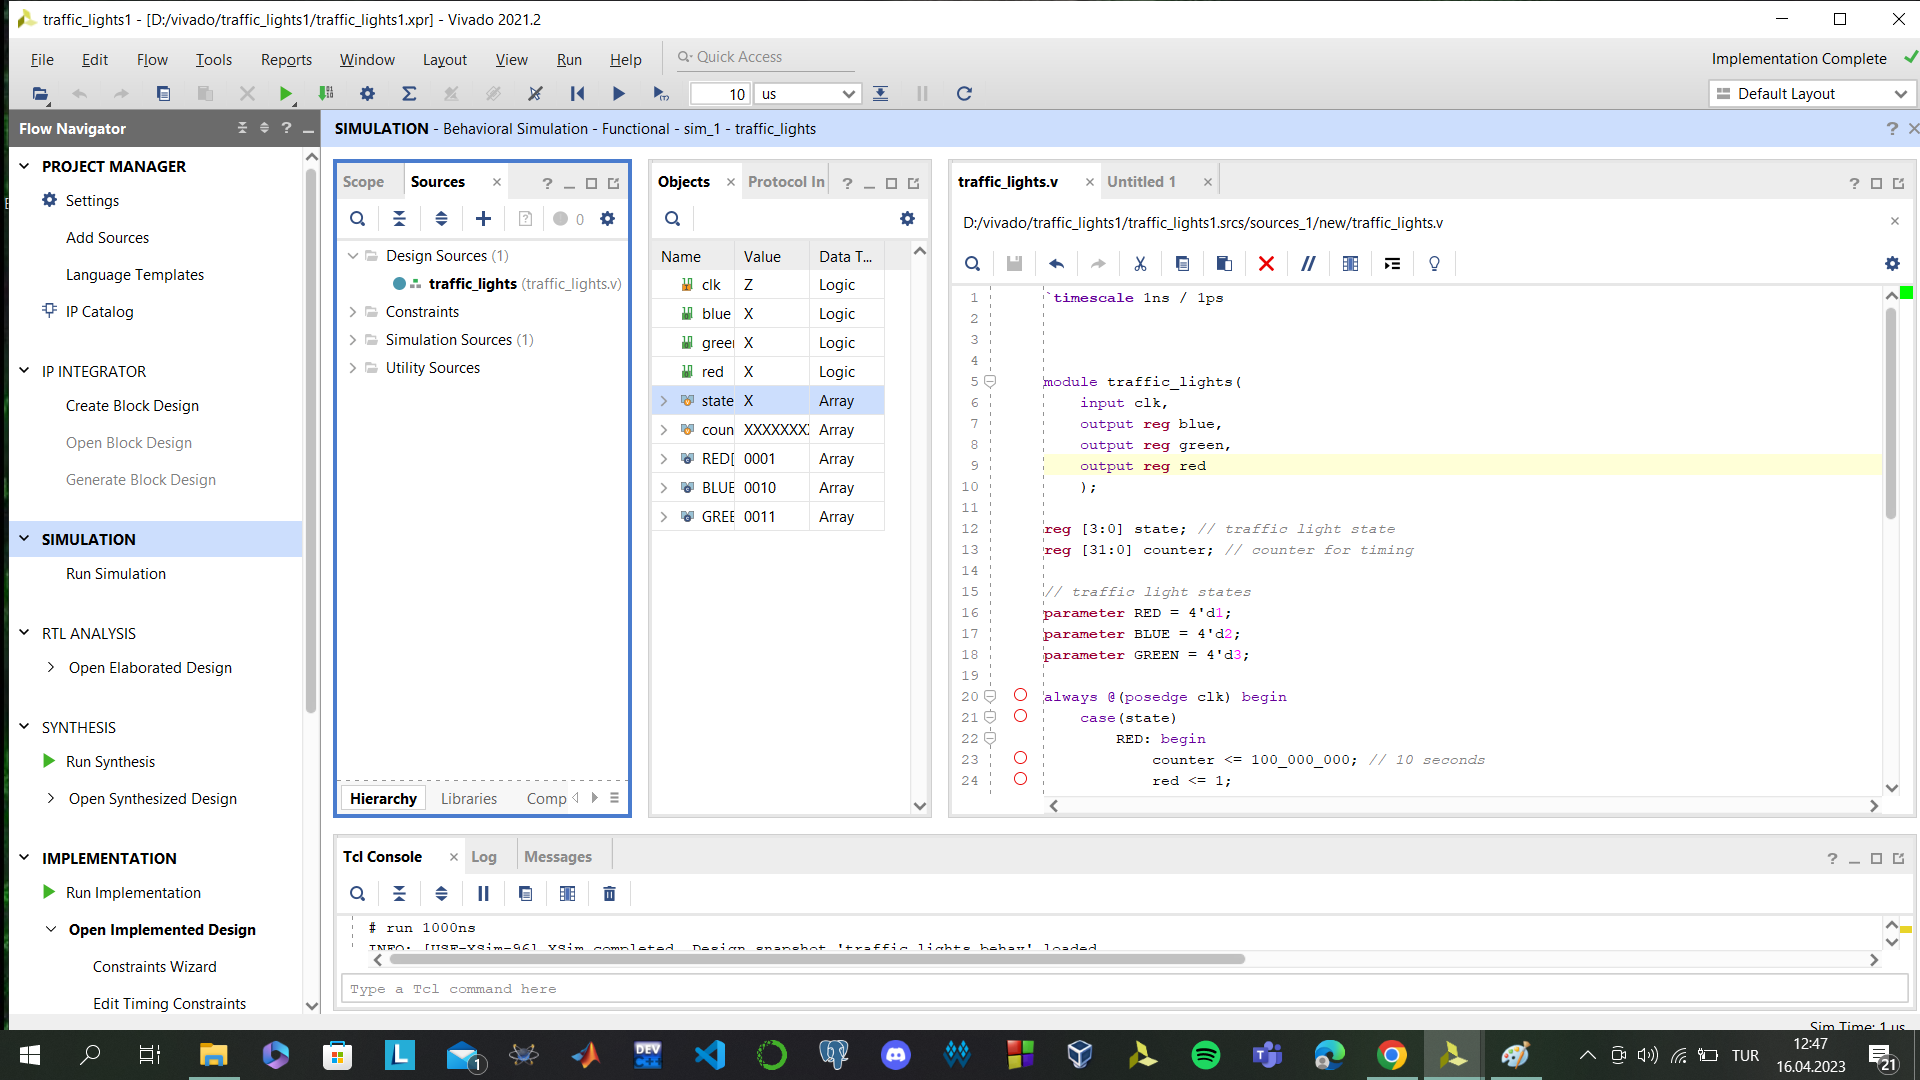 traffic_lights1 - [D:/vivado/traffic_lights1/traffic_lights1.xpr] - Vivado 2021.2
File Edit Flow Tools Reports Window Layout View Run Help Quick Access
Implementation Complete
10 us
Default Layout
Flow Navigator
SIMULATION - Behavioral Simulation - Functional - sim_1 - traffic_lights
PROJECT MANAGER
Settings
Add Sources
Language Templates
IP Catalog
IP INTEGRATOR
Create Block Design
Open Block Design
Generate Block Design
SIMULATION
Run Simulation
RTL ANALYSIS
Open Elaborated Design
SYNTHESIS
Run Synthesis
Open Synthesized Design
IMPLEMENTATION
Run Implementation
Open Implemented Design
Constraints Wizard
Edit Timing Constraints
Scope Sources
0
Design Sources (1)
traffic_lights (traffic_lights.v)
Constraints
Simulation Sources (1)
Utility Sources
Hierarchy Libraries Comp
Objects Protocol In
Name Value Data T...
clk Z Logic
blue X Logic
green X Logic
red X Logic
state X Array
coun XXXXXXXX Array
RED[ 0001 Array
BLUE 0010 Array
GREE 0011 Array
traffic_lights.v Untitled 1
D:/vivado/traffic_lights1/traffic_lights1.srcs/sources_1/new/traffic_lights.v
1 `timescale 1ns / 1ps
2
3
4
5 module traffic_lights(
6 input clk,
7 output reg blue,
8 output reg green,
9 output reg red
10 );
11
12 reg [3:0] state; // traffic light state
13 reg [31:0] counter; // counter for timing
14
15 // traffic light states
16 parameter RED = 4'd1;
17 parameter BLUE = 4'd2;
18 parameter GREEN = 4'd3;
19
20 always @(posedge clk) begin
21 case(state)
22 RED: begin
23 counter <= 100_000_000; // 10 seconds
24 red <= 1;
Tcl Console Log Messages
# run 1000ns
INFO: [USF-XSim-96] XSim completed. Design snapshot 'traffic_lights_behav' loaded.
Type a Tcl command here
Sim Time: 1 us
L
1
DEV
TUR
12:47
16.04.2023
21